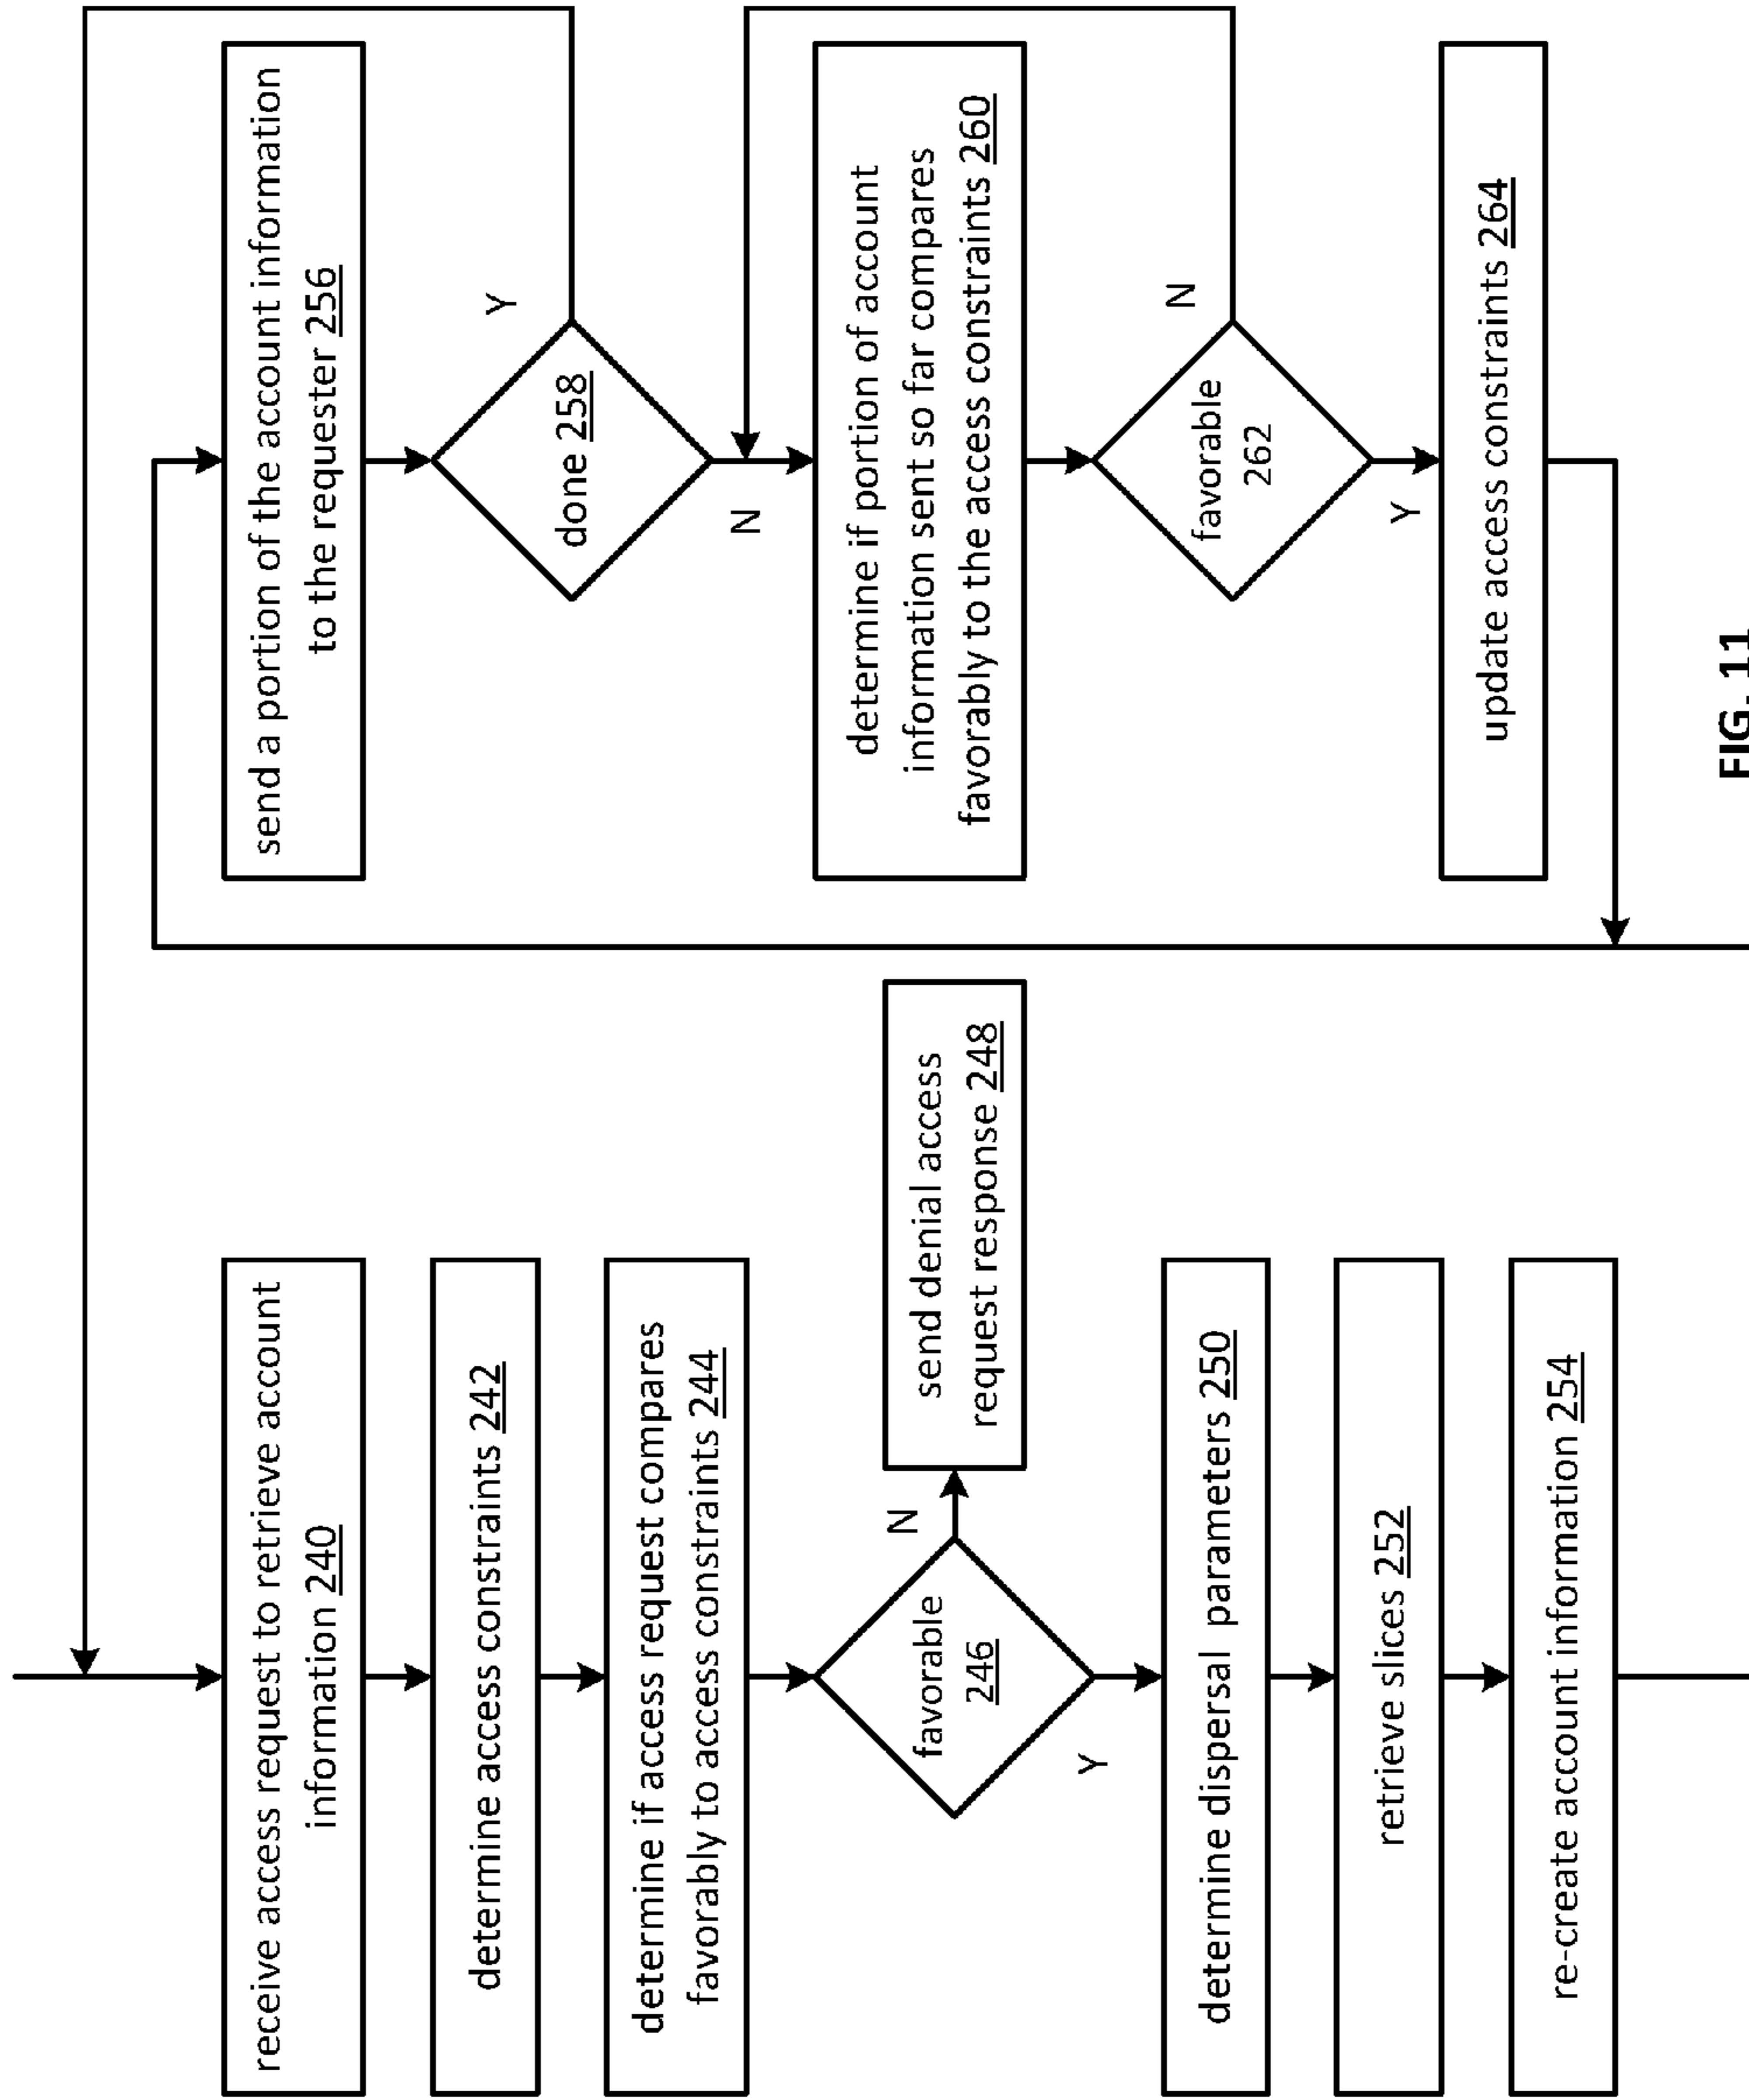 receive access request to retrieve account
information 240
determine access constraints 242
determine if access request compares
favorably to access constraints 244
favorable
246
N
send denial access
request response 248
Y
determine dispersal parameters 250
retrieve slices 252
re-create account information 254
send a portion of the account information
to the requester 256
done 258
Y
N
determine if portion of account
information sent so far compares
favorably to the access constraints 260
favorable
262
N
Y
update access constraints 264
FIG. 11